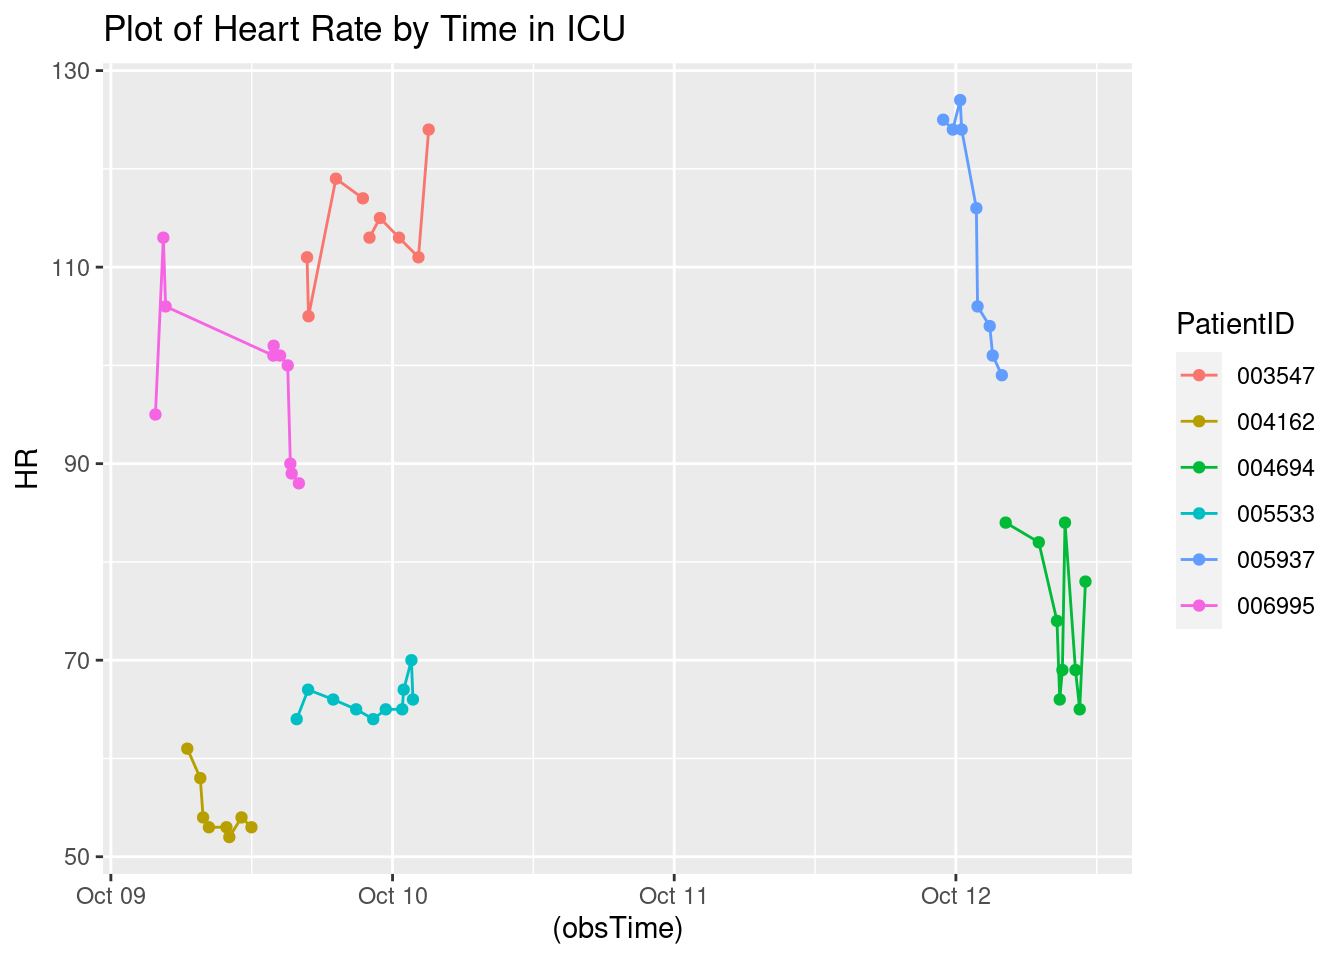 Plot of Heart Rate by Time in ICU
130
110
90
70
50
HR
Oct 09
Oct 10
Oct 11
Oct 12
(obsTime)
PatientID
003547
004162
004694
005533
005937
006995